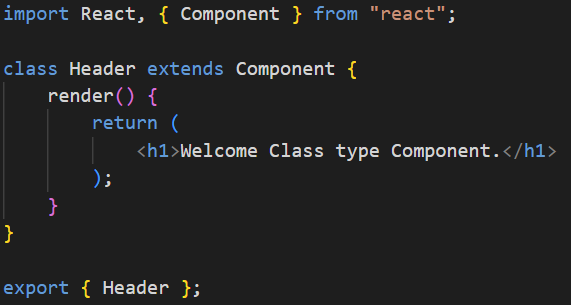 import React, { Component } from "react";
class Header extends Component {
render() {
return (
<h1>Welcome Class type Component.</h1>
);
}
}
export { Header };